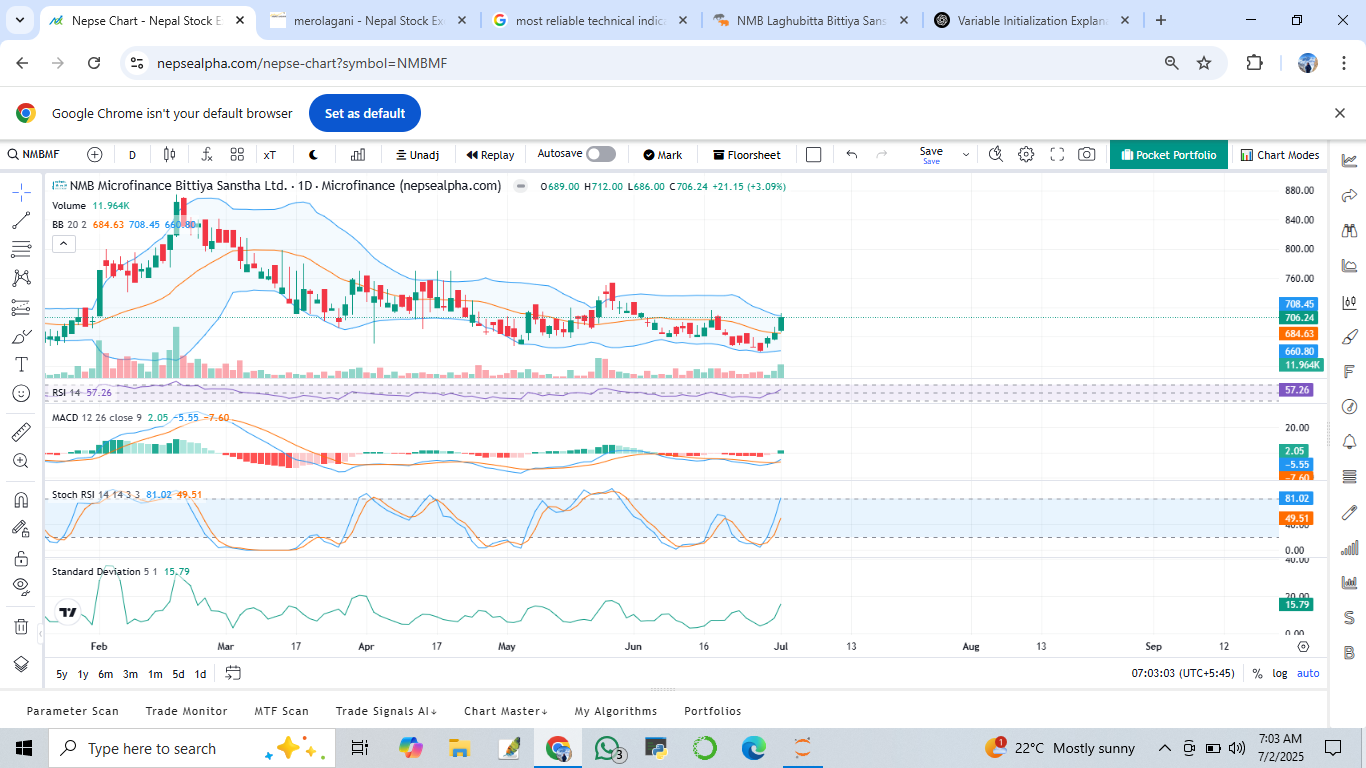 Nepse Chart - Nepal Stock E
merolagani - Nepal Stock Ex
most reliable technical indic
NMB Laghubitta Bittiya Sans
Variable Initialization Explana
nepsealpha.com/nepse-chart?symbol=NMBMF
Google Chrome isn't your default browser
Set as default
NMBMF
D
xT
Unadj
Replay
Autosave
Mark
Floorsheet
Save
Save
Pocket Portfolio
Chart Modes
NMB Microfinance Bittiya Sanstha Ltd. · 1D · Microfinance (nepsealpha.com)
O689.00 H712.00 L686.00 C706.24 +21.15 (+3.09%)
Volume 11.964K
BB 20 2 684.63 708.45 660.80
880.00
840.00
800.00
760.00
708.45
706.24
684.63
660.80
11.964K
RSI 14 57.26
57.26
MACD 12 26 close 9 2.05 −5.55 −7.60
20.00
2.05
−5.55
−7.60
Stoch RSI 14 14 3 3 81.02 49.51
81.02
49.51
40.00
0.00
Standard Deviation 5 1 15.79
40.00
20.00
15.79
0.00
Feb Mar 17 Apr 17 May Jun 16 Jul 13 Aug 13 Sep 12
5y 1y 6m 3m 1m 5d 1d
07:03:03 (UTC+5:45) % log auto
Parameter Scan Trade Monitor MTF Scan Trade Signals AI↓ Chart Master↓ My Algorithms Portfolios
F
S
B
Type here to search
3
1
22°C Mostly sunny
7:03 AM
7/2/2025